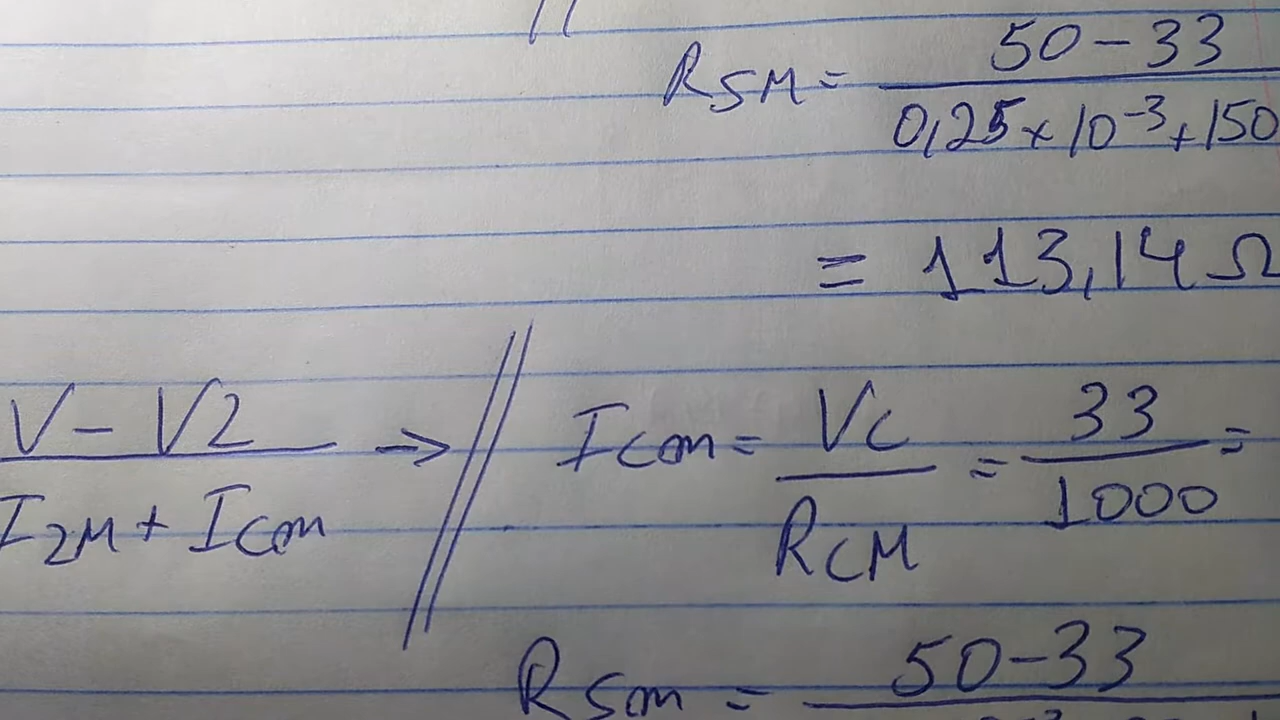 RSM = 50 - 33
0,25 × 10-3 + 150
= 113,14 Ω
V - V2
I2M + Icm →
Icm = Vc = 33 =
RCM 1000
Rsm = 50 - 33